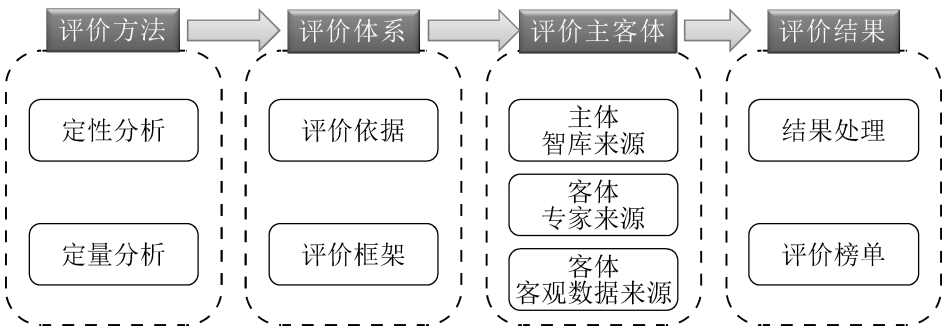 评价方法
评价体系
评价主客体
评价结果
定性分析
定量分析
评价依据
评价框架
主体
智库来源
客体
专家来源
客体
客观数据来源
结果处理
评价榜单